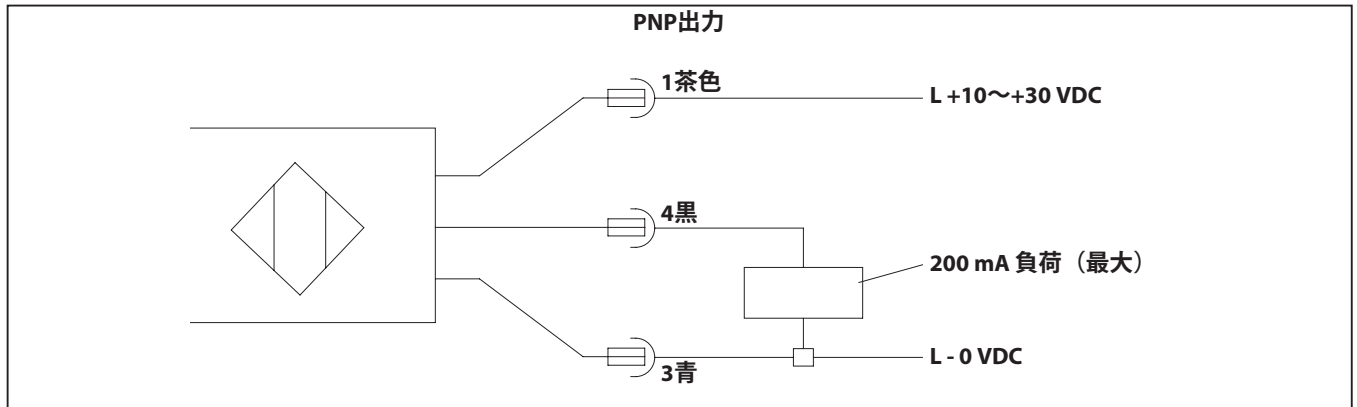 PNP出力
1茶色
L +10～+30 VDC
4黒
200 mA 負荷（最大）
L - 0 VDC
3青